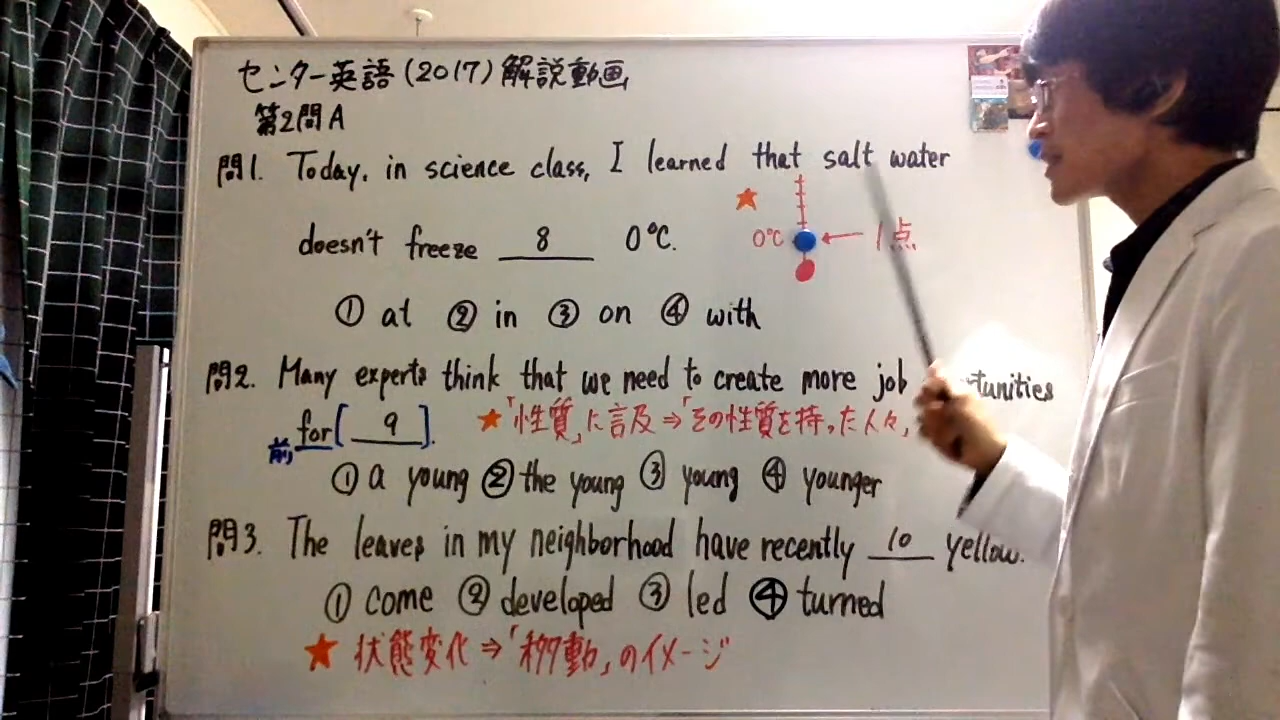 センター英語(2017)解説動画
第2問A
問1. Today, in science class, I learned that salt water
doesn't freeze 8 0℃.
★ 0℃ ← 1点
① at ② in ③ on ④ with
問2. Many experts think that we need to create more job rtunities
for [ 9 ].
前
★「性質」に言及⇒「その性質を持った人々」
① a young ② the young ③ young ④ younger
問3. The leaves in my neighborhood have recently 10 yellow.
① come ② developed ③ led ④ turned
★ 状態変化⇒「移動」のイメージ